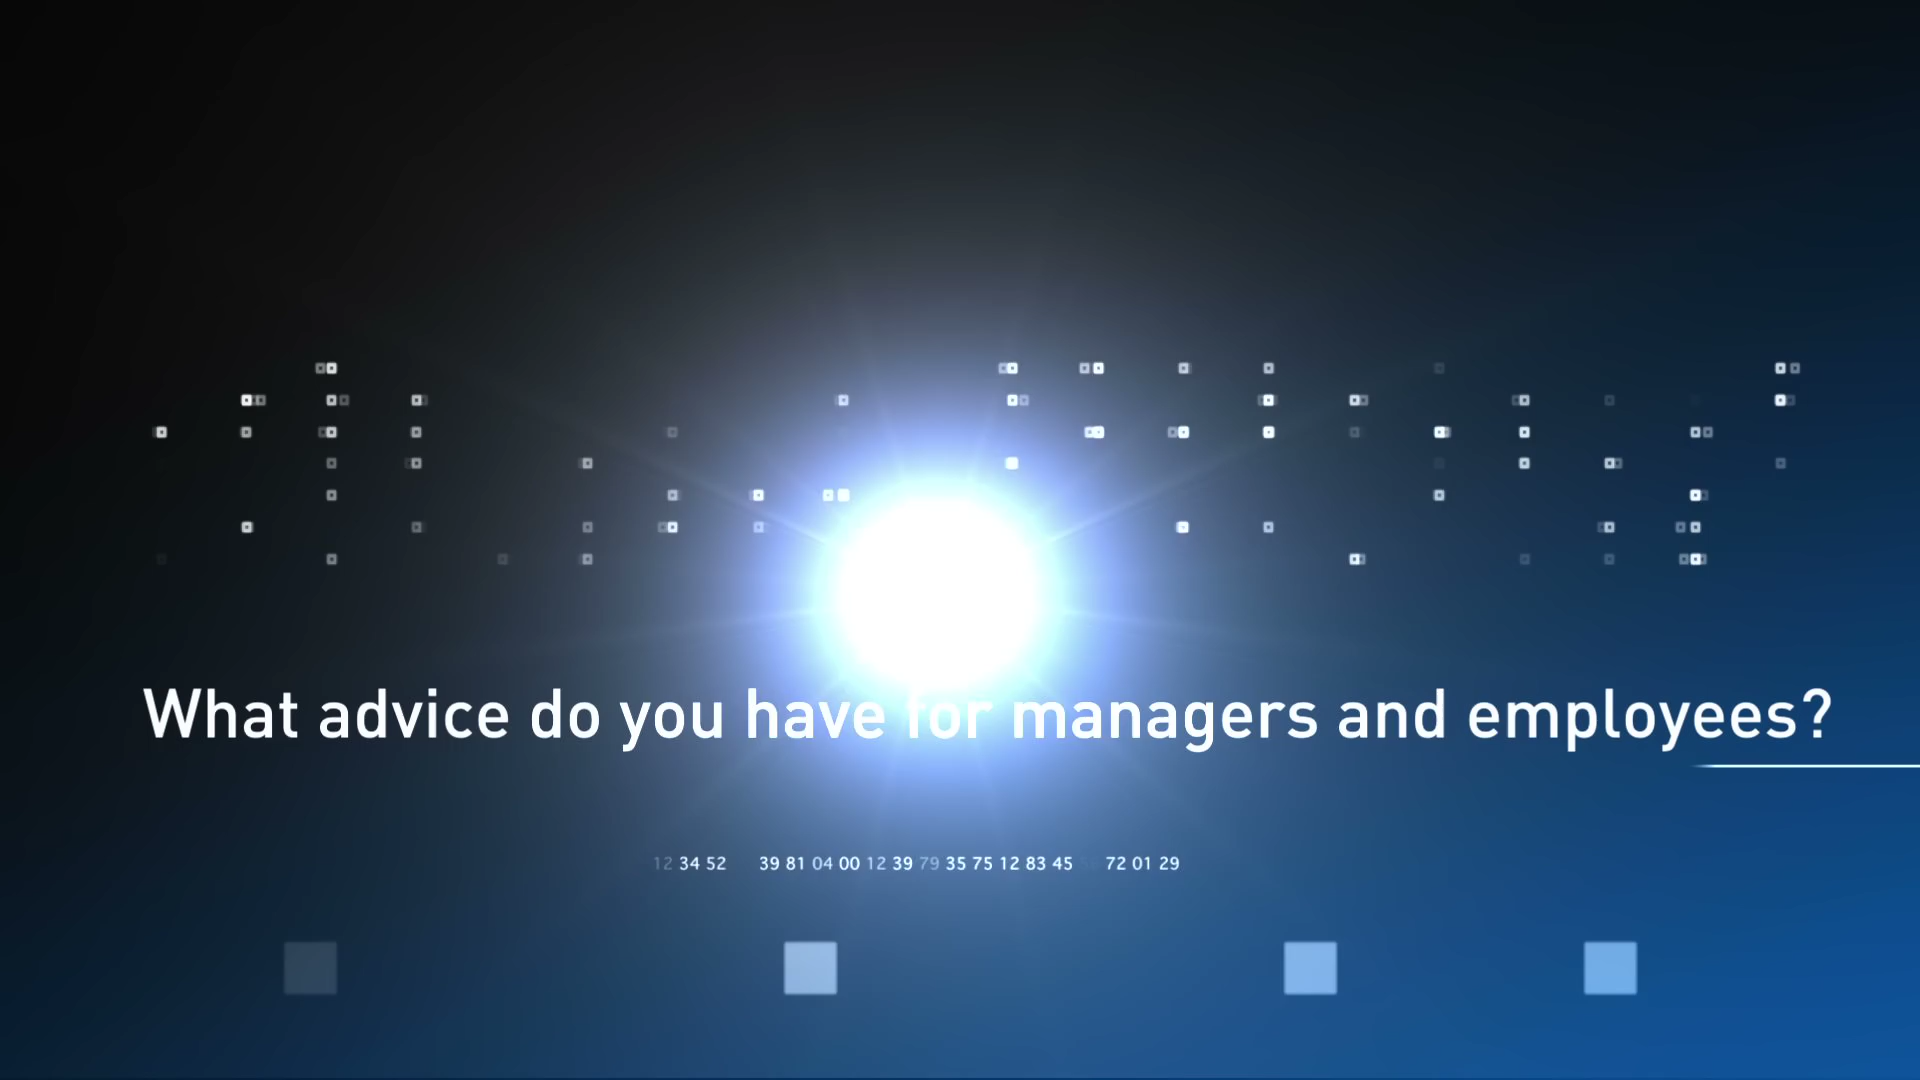 What advice do you have for managers and employees?
12 34 52 39 81 04 00 12 39 79 35 75 12 83 45 72 01 29